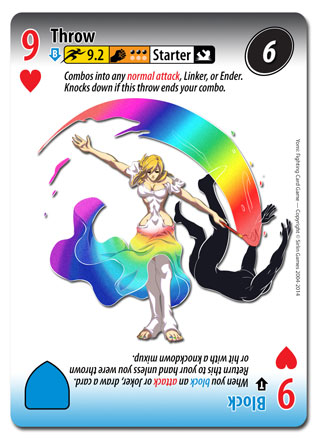 9
Throw
B
9.2
Starter
6
Combos into any normal attack, Linker, or Ender.
Knocks down if this throw ends your combo.
Yomi: Fighting Card Game — Copyright © Sirlin Games 2004-2014
9
Block
When you block an attack or Joker, draw a card.
Return this to your hand unless you were thrown
or hit with a knockdown mixup.